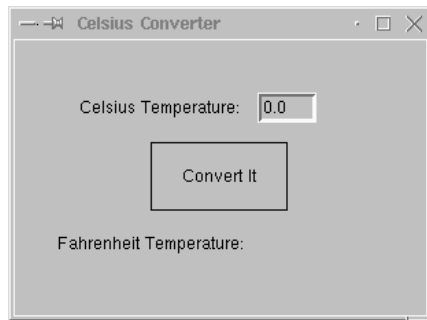 Celsius Converter
Celsius Temperature: 0.0
Convert It
Fahrenheit Temperature: